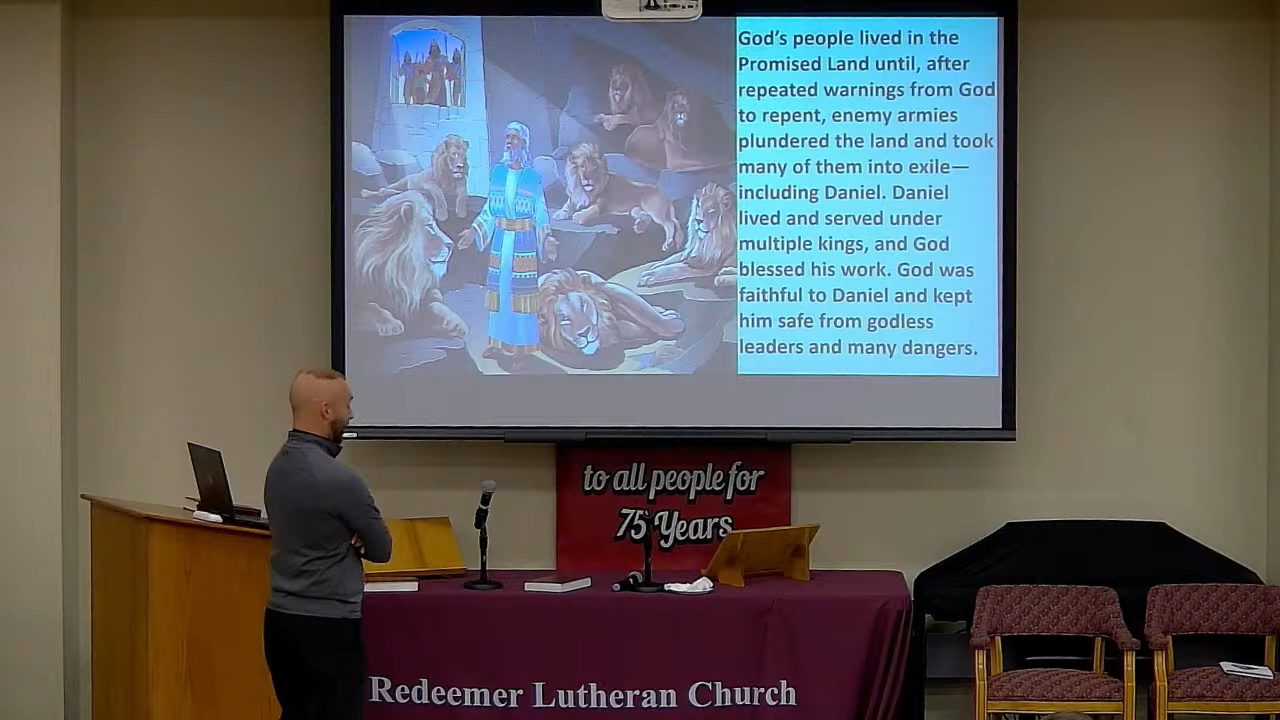 God's people lived in the
Promised Land until, after
repeated warnings from God
to repent, enemy armies
plundered the land and took
many of them into exile—
including Daniel. Daniel
lived and served under
multiple kings, and God
blessed his work. God was
faithful to Daniel and kept
him safe from godless
leaders and many dangers.
to all people for
75 Years
Redeemer Lutheran Church